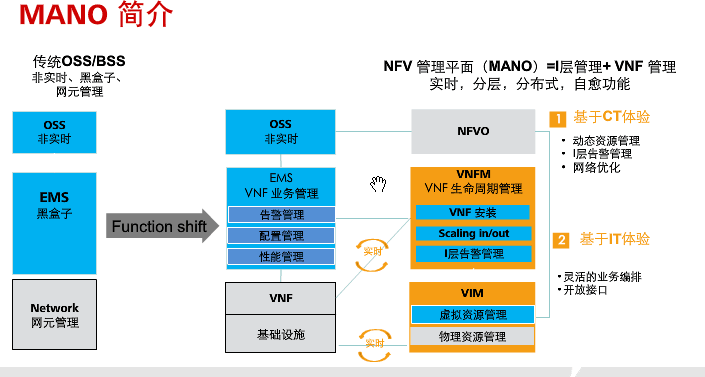 MANO 简介
传统OSS/BSS
非实时、黑盒子、
网元管理
NFV 管理平面（MANO）=I层管理+ VNF 管理
实时，分层，分布式，自愈功能
OSS
非实时
EMS
黑盒子
Network
网元管理
Function shift
OSS
非实时
EMS
VNF 业务管理
告警管理
配置管理
性能管理
VNF
基础设施
实时
实时
NFVO
VNFM
VNF 生命周期管理
VNF 安装
Scaling in/out
I层告警管理
VIM
虚拟资源管理
物理资源管理
1 基于CT体验
• 动态资源管理
• I层告警管理
• 网络优化
2 基于IT体验
•灵活的业务编排
•开放接口